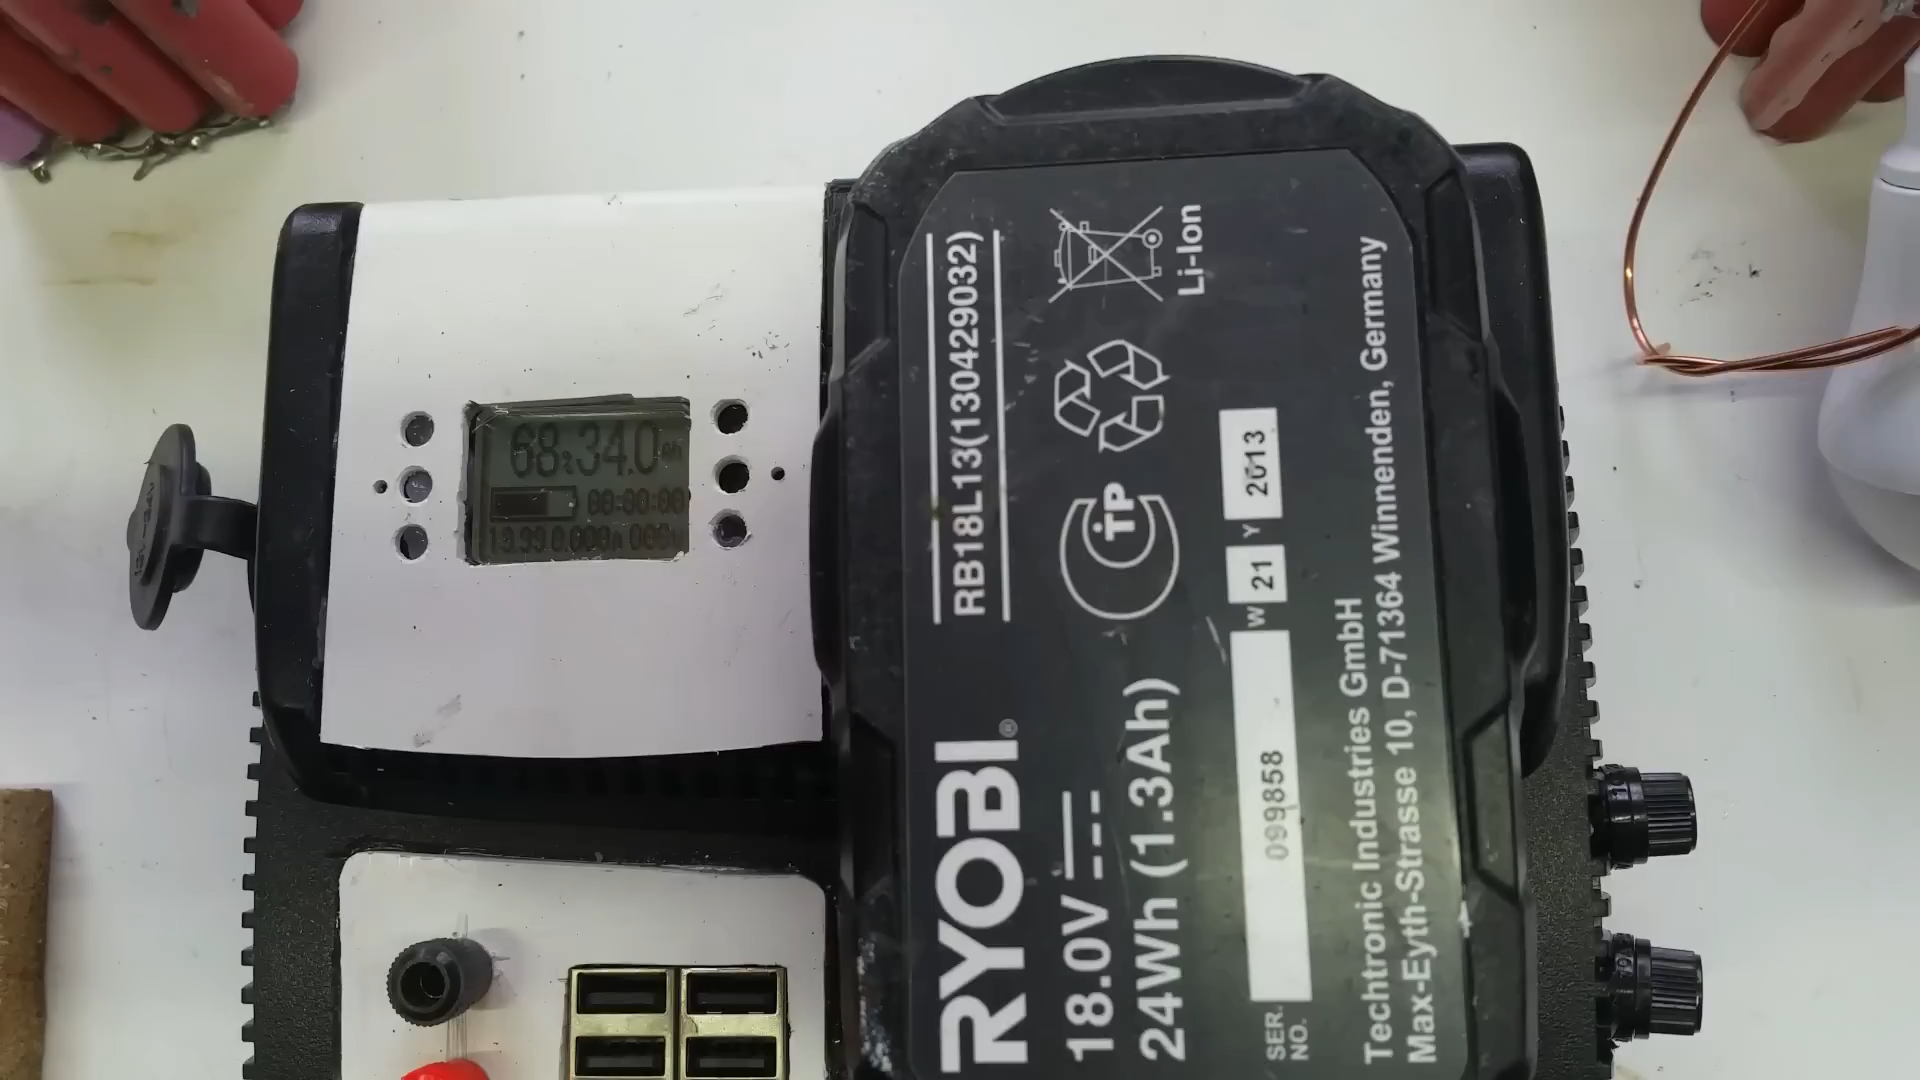 RYOBI®
RB18L13(130429032)
18.0V
24Wh (1.3Ah)
Li-Ion
SER. NO. 099858 W 21 Y 2013
Techtronic Industries GmbH
Max-Eyth-Strasse 10, D-71364 Winnenden, Germany
68% 34.0Ah
00:00:00